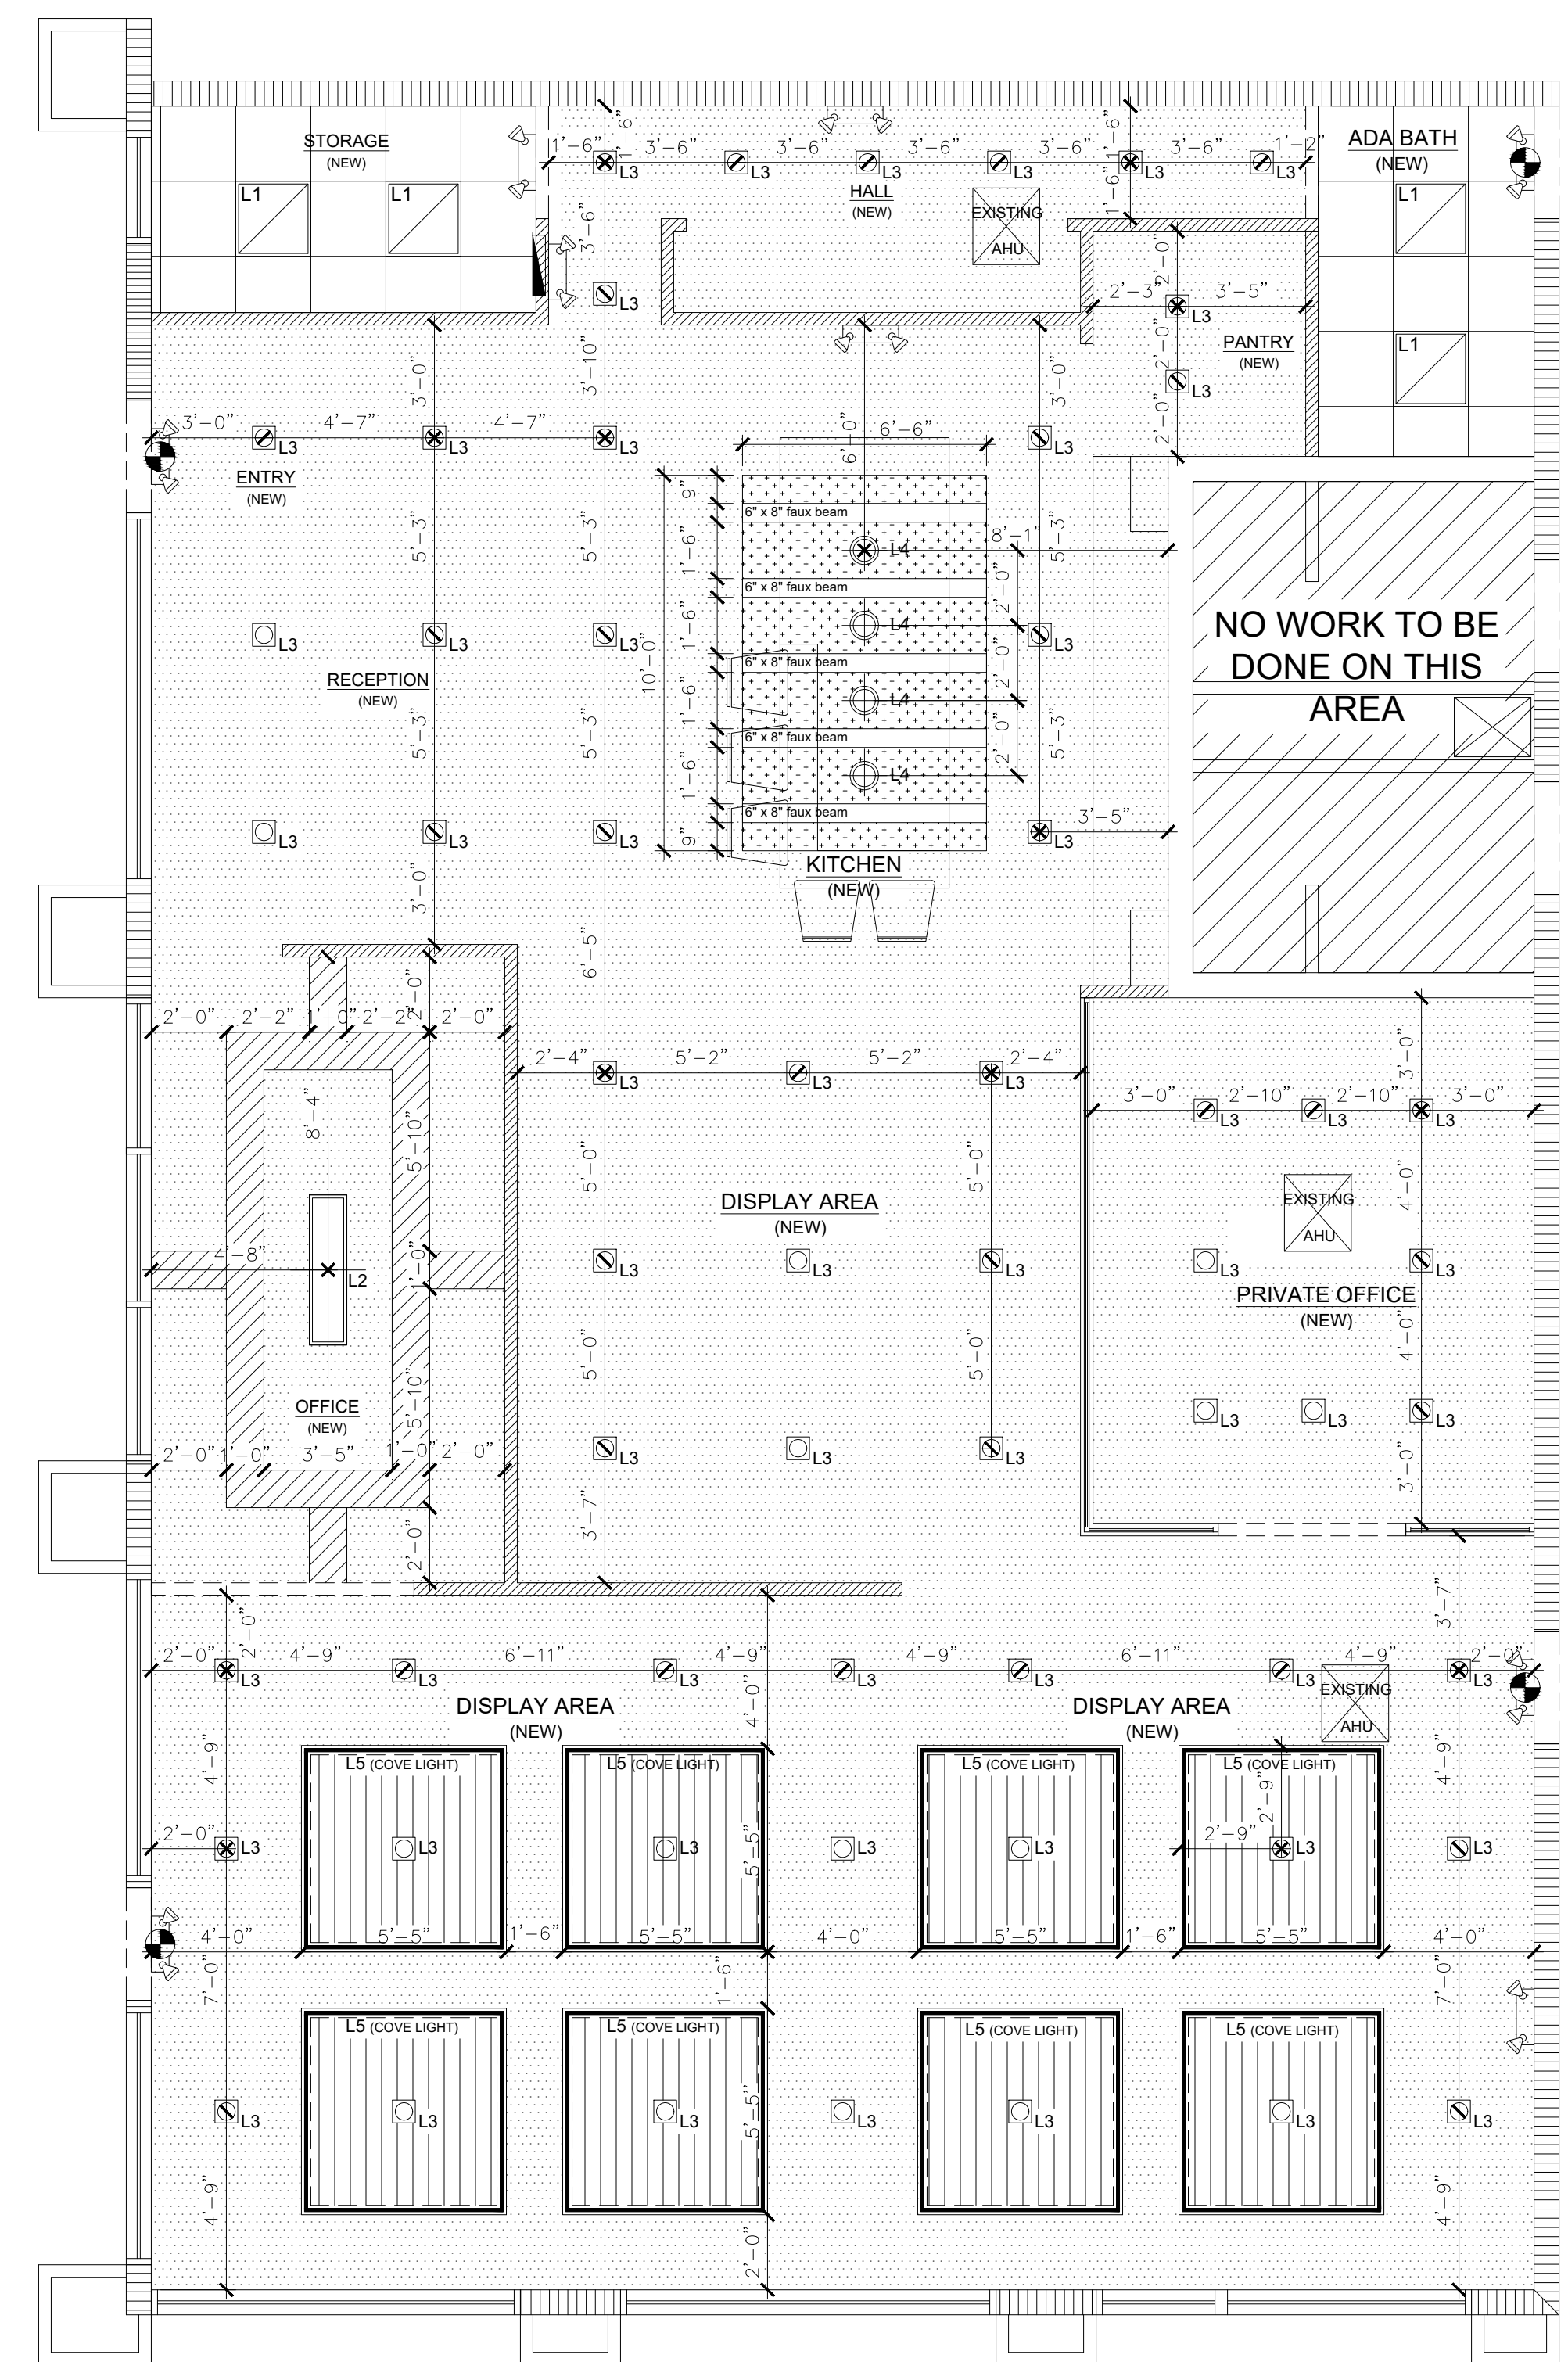 STORAGE
(NEW)
L1
L1
1'-6"
1'-6"
3'-6"
3'-6"
3'-6"
3'-6"
1'-6"
3'-6"
1'-2"
L3
L3
L3
L3
L3
L3
HALL
(NEW)
1'-6"
EXISTING
AHU
ADA BATH
(NEW)
L1
L1
3'-6"
L3
2'-0"
2'-3"
3'-5"
L3
2'-0"
PANTRY
(NEW)
L3
2'-0"
3'-0"
3'-10"
3'-0"
3'-0"
4'-7"
4'-7"
L3
L3
L3
L3
ENTRY
(NEW)
6'-0"
6'-6"
9"
6" x 8" faux beam
5'-3"
5'-3"
1'-6"
L4
8'-1"
5'-3"
6" x 8" faux beam
2'-0"
L3
L3
L3
1'-6"
L4
L3
10'-0"
6" x 8" faux beam
2'-0"
RECEPTION
(NEW)
5'-3"
5'-3"
1'-6"
L4
5'-3"
6" x 8" faux beam
2'-0"
1'-6"
L4
6" x 8" faux beam
9"
L3
L3
L3
L3
3'-5"
KITCHEN
(NEW)
NO WORK TO BE
DONE ON THIS
AREA
3'-0"
6'-5"
2'-0"
2'-0"
2'-2"
1'-0"
2'-2"
2'-0"
8'-4"
5'-10"
4'-8"
L2
1'-0"
5'-10"
OFFICE
(NEW)
2'-0"
1'-0"
3'-5"
1'-0"
2'-0"
2'-0"
2'-4"
5'-2"
5'-2"
2'-4"
L3
L3
L3
5'-0"
5'-0"
DISPLAY AREA
(NEW)
L3
L3
L3
5'-0"
5'-0"
L3
L3
L3
3'-7"
3'-0"
3'-0"
2'-10"
2'-10"
3'-0"
L3
L3
L3
4'-0"
EXISTING
AHU
L3
L3
PRIVATE OFFICE
(NEW)
4'-0"
L3
L3
L3
3'-0"
3'-7"
2'-0"
2'-0"
4'-9"
6'-11"
4'-9"
4'-9"
6'-11"
4'-9"
2'-0"
L3
L3
L3
L3
L3
L3
L3
DISPLAY AREA
(NEW)
4'-0"
DISPLAY AREA
(NEW)
EXISTING
AHU
4'-9"
L5 (COVE LIGHT)
L5 (COVE LIGHT)
L5 (COVE LIGHT)
L5 (COVE LIGHT)
4'-9"
2'-9"
2'-0"
L3
L3
L3
5'-5"
L3
L3
2'-9"
L3
L3
4'-0"
5'-5"
1'-6"
5'-5"
4'-0"
5'-5"
1'-6"
5'-5"
4'-0"
7'-0"
1'-6"
7'-0"
L5 (COVE LIGHT)
L5 (COVE LIGHT)
L5 (COVE LIGHT)
L5 (COVE LIGHT)
L3
L3
L3
5'-5"
L3
L3
L3
L3
4'-9"
2'-0"
4'-9"